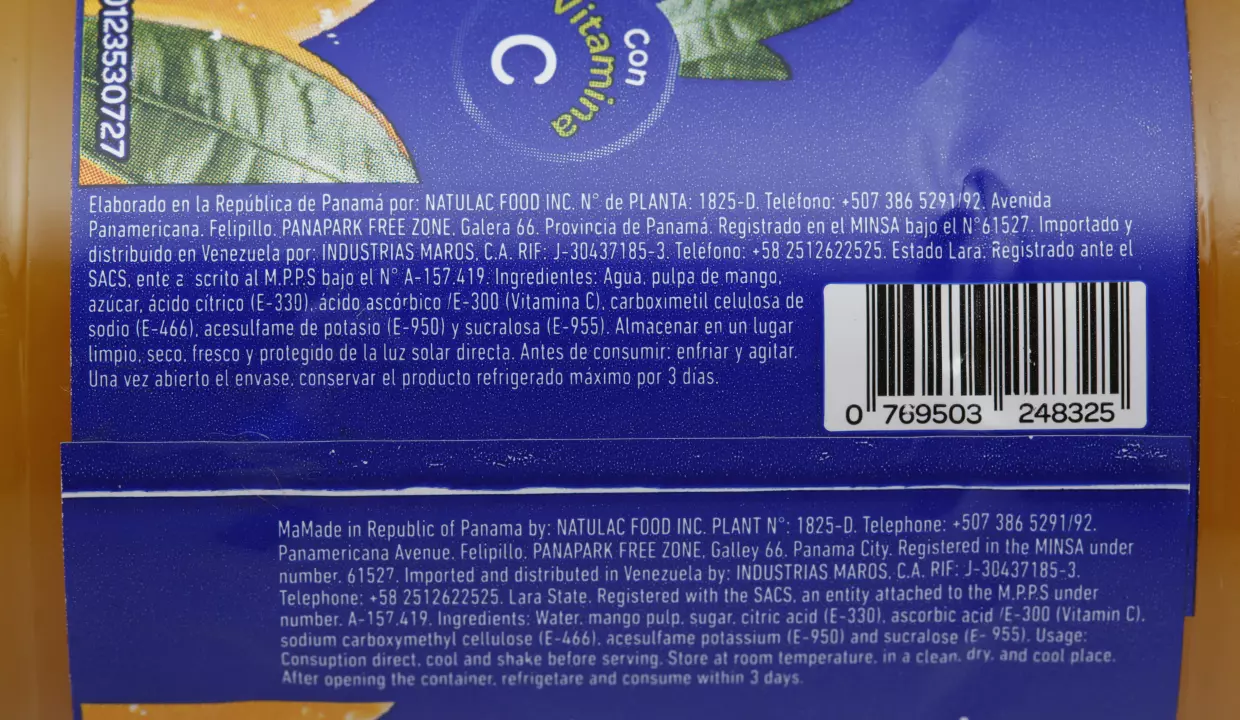 Con
Vitamina
C
0123530727
Elaborado en la República de Panamá por: NATULAC FOOD INC. N° de PLANTA: 1825-D. Teléfono: +507 386 5291/92. Avenida
Panamericana. Felipillo. PANAPARK FREE ZONE. Galera 66. Provincia de Panamá. Registrado en el MINSA bajo el N°61527. Importado y
distribuido en Venezuela por: INDUSTRIAS MAROS, C.A. RIF: J-30437185-3. Teléfono: +58 2512622525. Estado Lara. Registrado ante el
SACS, ente a scrito al M.P.P.S bajo el N° A-157.419. Ingredientes: Agua, pulpa de mango,
azúcar, ácido cítrico (E-330), ácido ascórbico /E-300 (Vitamina C), carboximetil celulosa de
sodio (E-466), acesulfame de potasio (E-950) y sucralosa (E-955). Almacenar en un lugar
limpio, seco, fresco y protegido de la luz solar directa. Antes de consumir: enfriar y agitar.
Una vez abierto el envase, conservar el producto refrigerado máximo por 3 días.
0 769503 248325
MaMade in Republic of Panama by: NATULAC FOOD INC. PLANT N°: 1825-D. Telephone: +507 386 5291/92.
Panamericana Avenue. Felipillo. PANAPARK FREE ZONE, Galley 66. Panama City. Registered in the MINSA under
number. 61527. Imported and distributed in Venezuela by: INDUSTRIAS MAROS, C.A. RIF: J-30437185-3.
Telephone: +58 2512622525. Lara State. Registered with the SACS, an entity attached to the M.P.P.S under
number. A-157.419. Ingredients: Water, mango pulp, sugar, citric acid (E-330), ascorbic acid /E-300 (Vitamin C),
sodium carboxymethyl cellulose (E-466), acesulfame potassium (E-950) and sucralose (E- 955). Usage:
Consuption direct, cool and shake before serving. Store at room temperature, in a clean, dry, and cool place.
After opening the container, refrigetare and consume within 3 days.